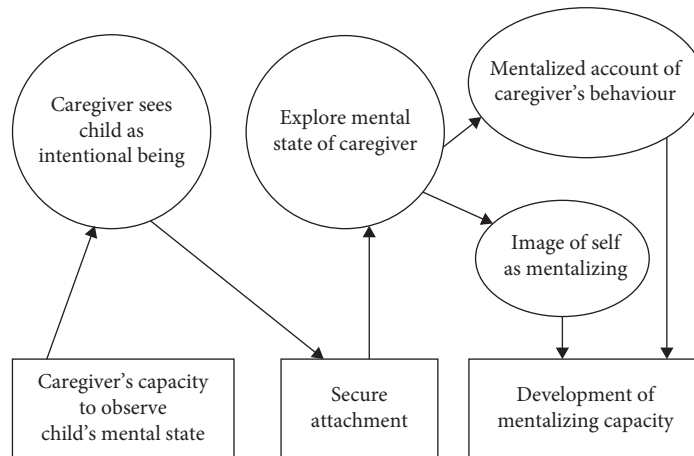 Caregiver sees
child as
intentional being
Explore mental
state of caregiver
Mentalized account of
caregiver's behaviour
Image of self
as mentalizing
Caregiver's capacity
to observe
child's mental state
Secure
attachment
Development of
mentalizing capacity